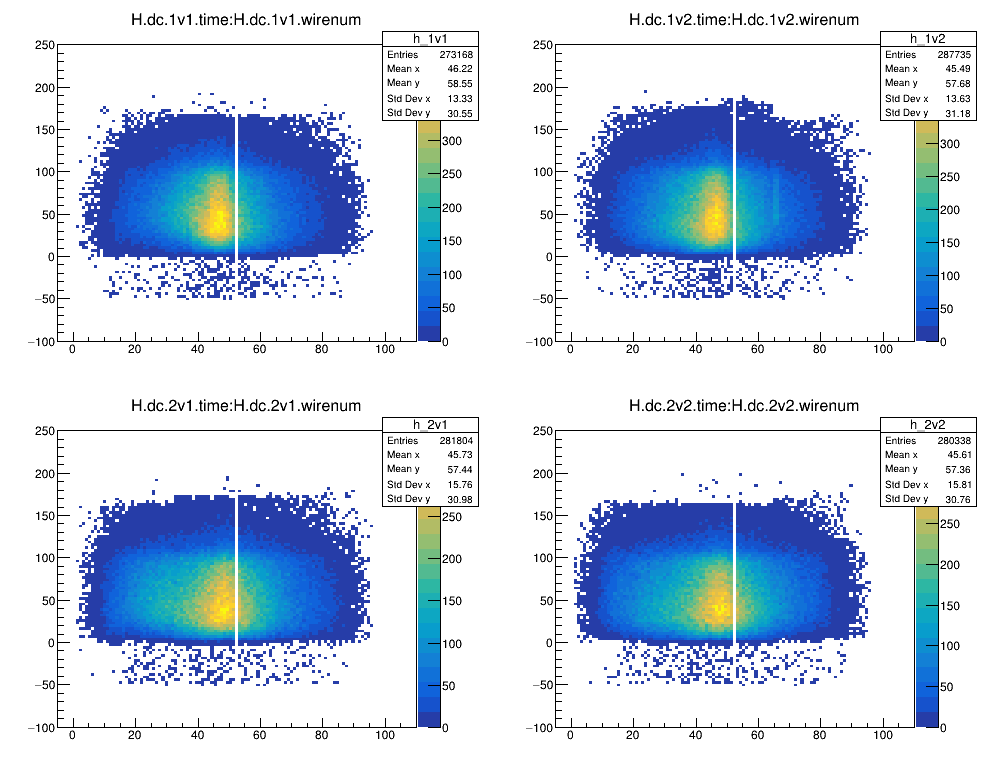 H.dc.1v1.time:H.dc.1v1.wirenum
h_1v1
Entries 273168
Mean x 46.22
Mean y 58.55
Std Dev x 13.33
Std Dev y 30.55
250
200
150
100
50
0
−50
−100
0 20 40 60 80 100
300
250
200
150
100
50
0
H.dc.1v2.time:H.dc.1v2.wirenum
h_1v2
Entries 287735
Mean x 45.49
Mean y 57.68
Std Dev x 13.63
Std Dev y 31.18
250
200
150
100
50
0
−50
−100
0 20 40 60 80 100
300
250
200
150
100
50
0
H.dc.2v1.time:H.dc.2v1.wirenum
h_2v1
Entries 281804
Mean x 45.73
Mean y 57.44
Std Dev x 15.76
Std Dev y 30.98
250
200
150
100
50
0
−50
−100
0 20 40 60 80 100
250
200
150
100
50
0
H.dc.2v2.time:H.dc.2v2.wirenum
h_2v2
Entries 280338
Mean x 45.61
Mean y 57.36
Std Dev x 15.81
Std Dev y 30.76
250
200
150
100
50
0
−50
−100
0 20 40 60 80 100
250
200
150
100
50
0